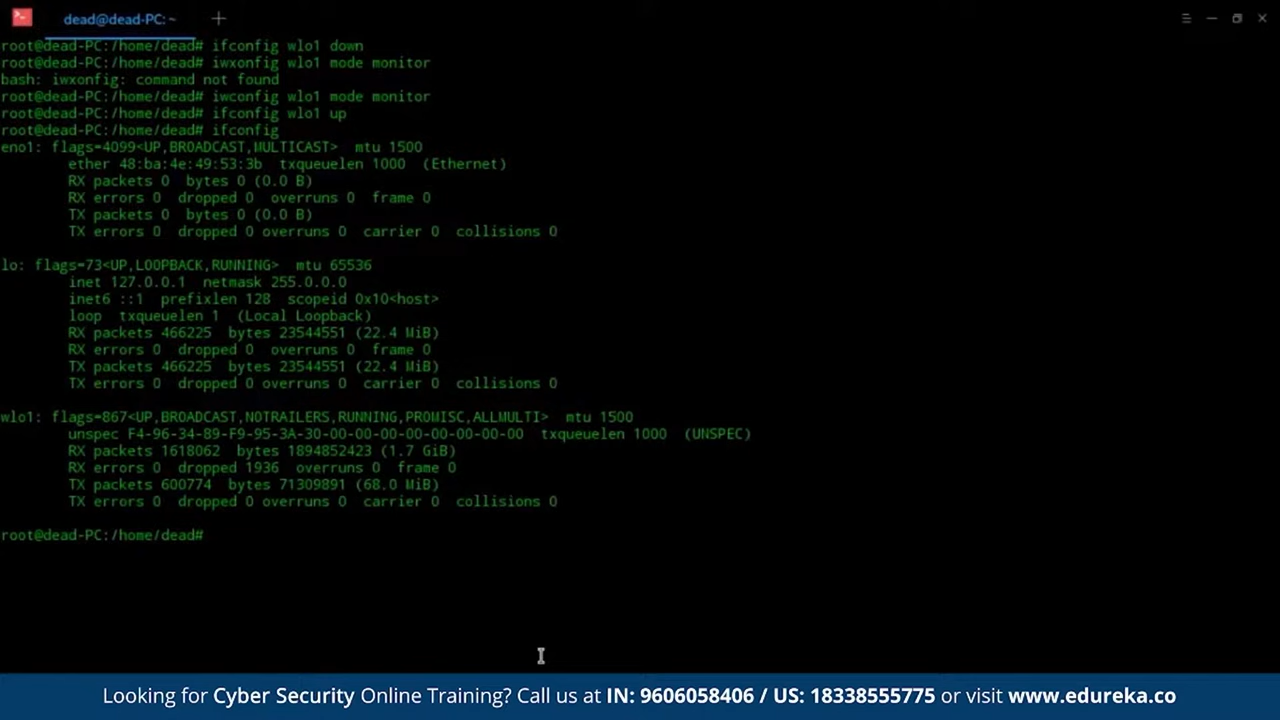 dead@dead-PC: ~
root@dead-PC:/home/dead# ifconfig wlo1 down
root@dead-PC:/home/dead# iwxonfig wlo1 mode monitor
bash: iwxonfig: command not found
root@dead-PC:/home/dead# iwconfig wlo1 mode monitor
root@dead-PC:/home/dead# ifconfig wlo1 up
root@dead-PC:/home/dead# ifconfig
eno1: flags=4099<UP,BROADCAST,MULTICAST>  mtu 1500
        ether 48:ba:4e:49:53:3b  txqueuelen 1000  (Ethernet)
        RX packets 0  bytes 0 (0.0 B)
        RX errors 0  dropped 0  overruns 0  frame 0
        TX packets 0  bytes 0 (0.0 B)
        TX errors 0  dropped 0 overruns 0  carrier 0  collisions 0
lo: flags=73<UP,LOOPBACK,RUNNING>  mtu 65536
        inet 127.0.0.1  netmask 255.0.0.0
        inet6 ::1  prefixlen 128  scopeid 0x10<host>
        loop  txqueuelen 1  (Local Loopback)
        RX packets 466225  bytes 23544551 (22.4 MiB)
        RX errors 0  dropped 0  overruns 0  frame 0
        TX packets 466225  bytes 23544551 (22.4 MiB)
        TX errors 0  dropped 0 overruns 0  carrier 0  collisions 0
wlo1: flags=867<UP,BROADCAST,NOTRAILERS,RUNNING,PROMISC,ALLMULTI>  mtu 1500
        unspec F4-96-34-89-F9-95-3A-30-00-00-00-00-00-00-00-00  txqueuelen 1000  (UNSPEC)
        RX packets 1618062  bytes 1894852423 (1.7 GiB)
        RX errors 0  dropped 1936  overruns 0  frame 0
        TX packets 600774  bytes 71309891 (68.0 MiB)
        TX errors 0  dropped 0 overruns 0  carrier 0  collisions 0
root@dead-PC:/home/dead#
Looking for Cyber Security Online Training? Call us at IN: 9606058406 / US: 18338555775 or visit www.edureka.co